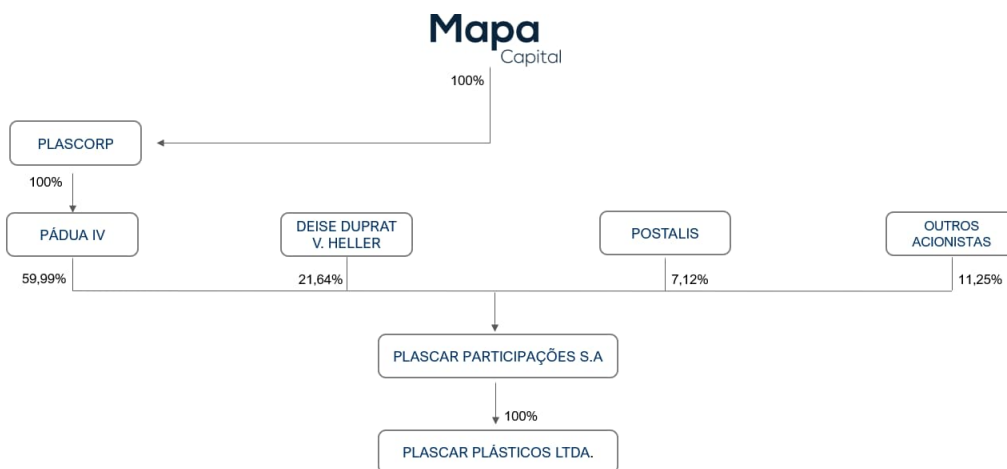 Mapa
Capital
100%
PLASCORP
100%
PÁDUA IV
DEISE DUPRAT
V. HELLER
POSTALIS
OUTROS
ACIONISTAS
59,99%
21,64%
7,12%
11,25%
PLASCAR PARTICIPAÇÕES S.A
100%
PLASCAR PLÁSTICOS LTDA.